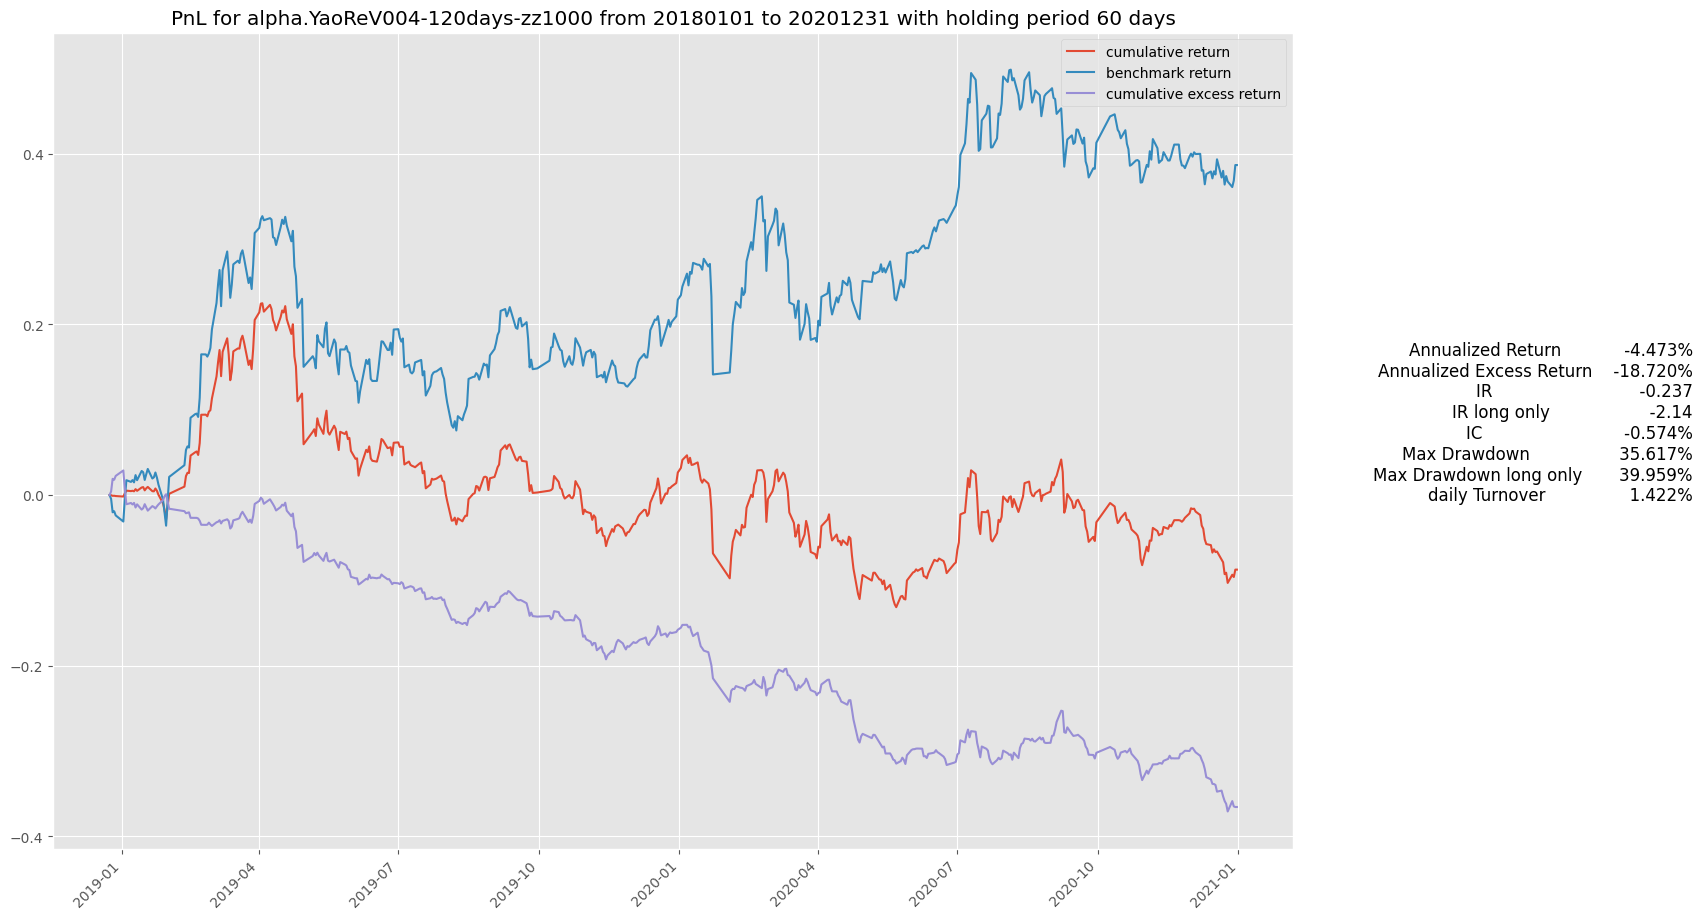 PnL for alpha.YaoReV004-120days-zz1000 from 20180101 to 20201231 with holding period 60 days
cumulative return
benchmark return
cumulative excess return
0.4
0.2
0.0
−0.2
−0.4
2019-01
2019-04
2019-07
2019-10
2020-01
2020-04
2020-07
2020-10
2021-01
Annualized Return -4.473%
Annualized Excess Return -18.720%
IR -0.237
IR long only -2.14
IC -0.574%
Max Drawdown 35.617%
Max Drawdown long only 39.959%
daily Turnover 1.422%